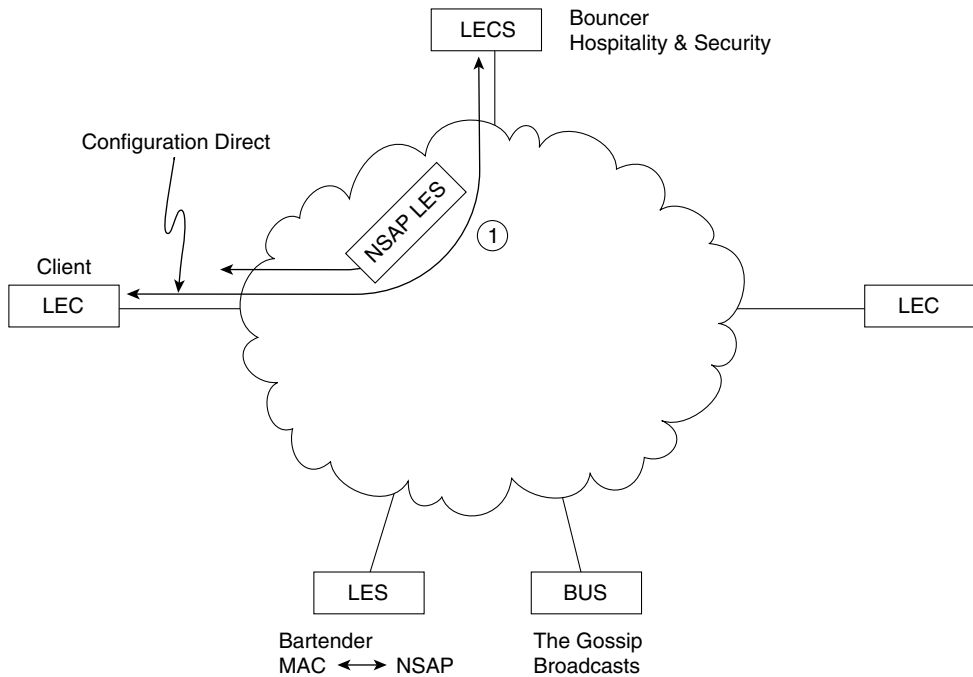 LECS
Bouncer
Hospitality & Security
Configuration Direct
NSAP LES
1
Client
LEC
LEC
LES
BUS
Bartender
MAC NSAP
The Gossip
Broadcasts